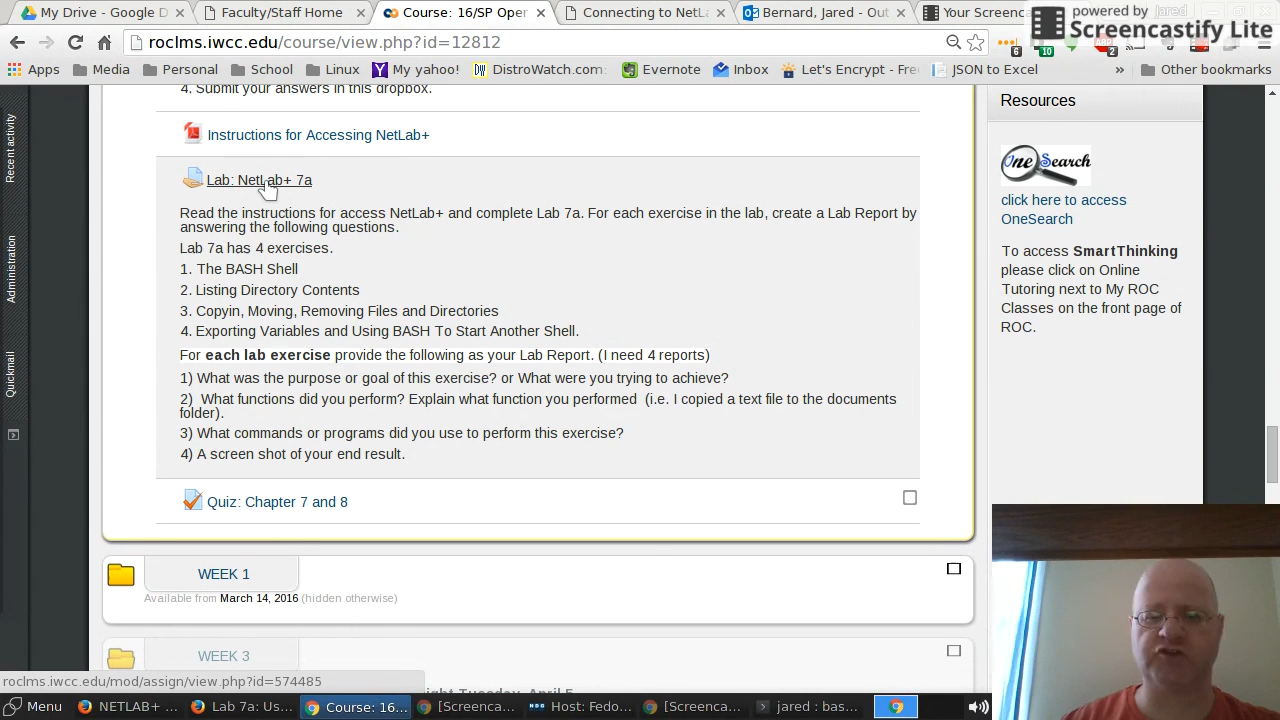 My Drive - Google D
Faculty/Staff Home
Course: 16/SP Oper
Connecting to NetLa
Bernard, Jared - Out
Your Screenc
Jared
powered by
Screencastify Lite
roclms.iwcc.edu/course/view.php?id=12812
6
10
2
Apps
Media
Personal
School
Linux
My yahoo!
DistroWatch.com:
Evernote
Inbox
Let's Encrypt - Fre
JSON to Excel
»
Other bookmarks
Recent activity
Administration
Quickmail
4. Submit your answers in this dropbox.
Instructions for Accessing NetLab+
Lab: NetLab+ 7a
Read the instructions for access NetLab+ and complete Lab 7a. For each exercise in the lab, create a Lab Report by
answering the following questions.
Lab 7a has 4 exercises.
1. The BASH Shell
2. Listing Directory Contents
3. Copyin, Moving, Removing Files and Directories
4. Exporting Variables and Using BASH To Start Another Shell.
For each lab exercise provide the following as your Lab Report. (I need 4 reports)
1) What was the purpose or goal of this exercise? or What were you trying to achieve?
2) What functions did you perform? Explain what function you performed (i.e. I copied a text file to the documents
folder).
3) What commands or programs did you use to perform this exercise?
4) A screen shot of your end result.
Quiz: Chapter 7 and 8
WEEK 1
Available from March 14, 2016 (hidden otherwise)
WEEK 3
ight Tuesday, April 5
Resources
OneSearch
click here to access
OneSearch
To access SmartThinking
please click on Online
Tutoring next to My ROC
Classes on the front page of
ROC.
roclms.iwcc.edu/mod/assign/view.php?id=574485
Menu
NETLAB+ ...
Lab 7a: Us...
Course: 16...
[Screenca...
Host: Fedo...
[Screenca...
jared : bas...